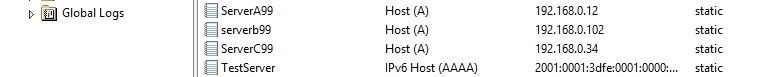 Global Logs
ServerA99 Host (A) 192.168.0.12 static
serverb99 Host (A) 192.168.0.102 static
ServerC99 Host (A) 192.168.0.34 static
TestServer IPv6 Host (AAAA) 2001:0001:3dfe:0001:0000:... static